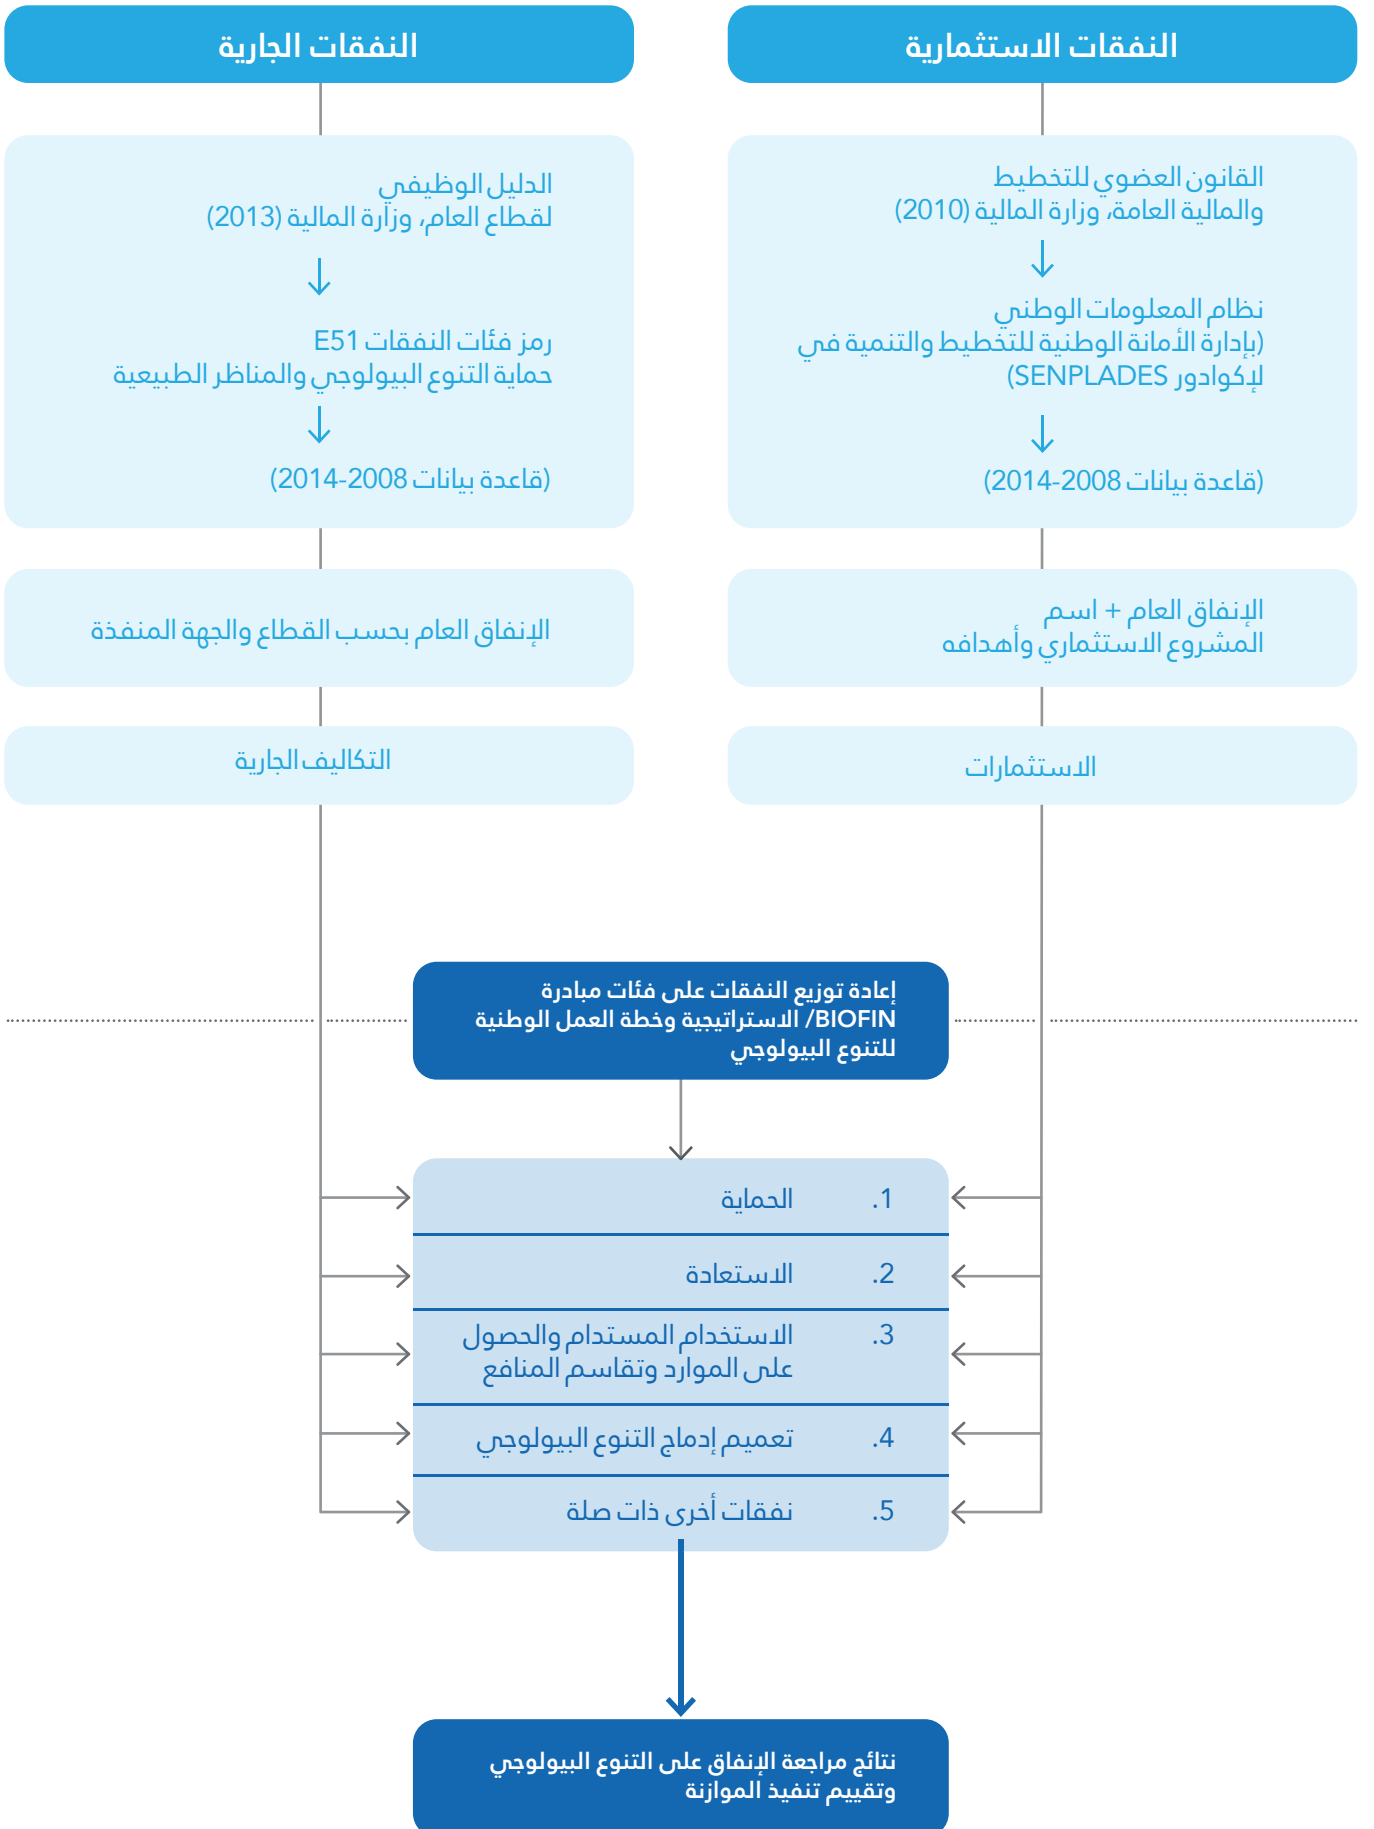 النفقات الاستثمارية
القانون العضوي للتخطيط
والمالية العامة، وزارة المالية (2010)
نظام المعلومات الوطني
(بإدارة الأمانة الوطنية للتخطيط والتنمية في
لإكوادور SENPLADES)
(قاعدة بيانات 2008-2014)
الإنفاق العام + اسم
المشروع الاستثماري وأهدافه
الاستثمارات
النفقات الجارية
الدليل الوظيفي
لقطاع العام، وزارة المالية (2013)
رمز فئات النفقات E51
حماية التنوع البيولوجي والمناظر الطبيعية
(قاعدة بيانات 2008-2014)
الإنفاق العام بحسب القطاع والجهة المنفذة
التكاليف الجارية
إعادة توزيع النفقات على فئات مبادرة
BIOFIN/ الاستراتيجية وخطة العمل الوطنية
للتنوع البيولوجي
1. الحماية
2. الاستعادة
3. الاستخدام المستدام والحصول
على الموارد وتقاسم المنافع
4. تعميم إدماج التنوع البيولوجي
5. نفقات أخرى ذات صلة
نتائج مراجعة الإنفاق على التنوع البيولوجي
وتقييم تنفيذ الموازنة